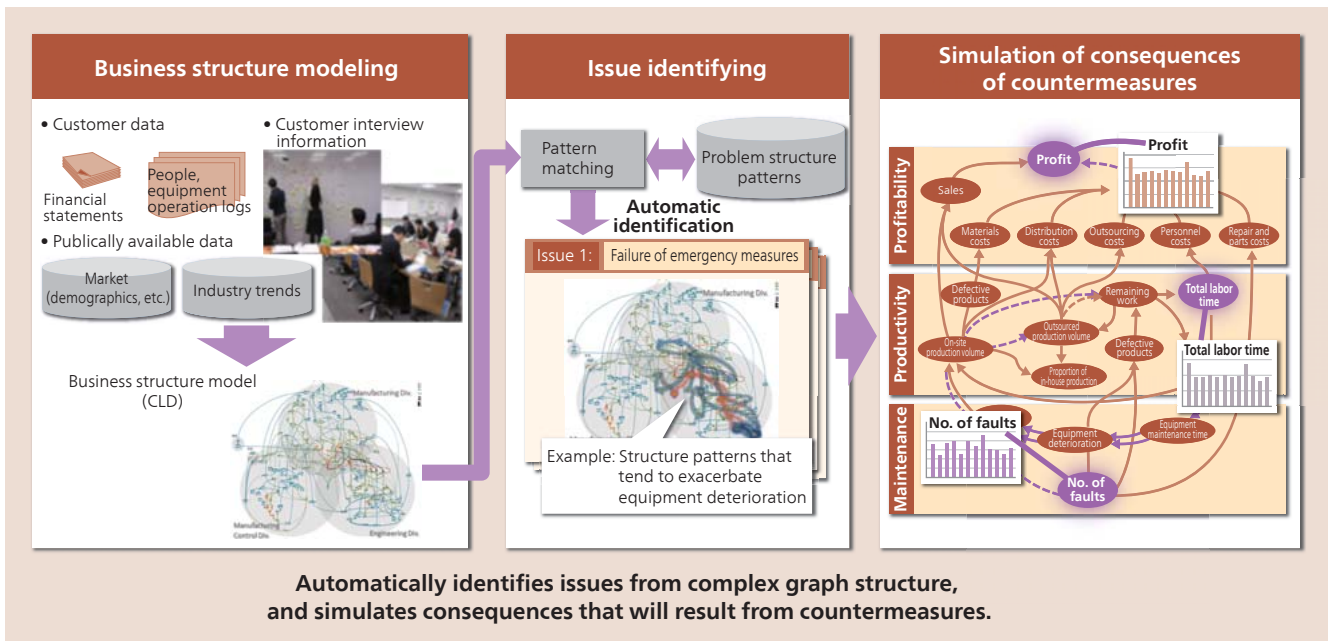 Business structure modeling
• Customer data
• Customer interview
information
Financial
statements
People,
equipment
operation logs
• Publically available data
Market
(demographics, etc.)
Industry trends
Business structure model
(CLD)
Manufacturing Div.
Manufacturing
Control Div.
Engineering Div.
Issue identifying
Pattern
matching
Problem structure
patterns
Automatic
identification
Issue 1:
Failure of emergency measures
Manufacturing Div.
Manufacturing
Example: Structure patterns that
tend to exacerbate
equipment deterioration
Simulation of consequences
of countermeasures
Profitability
Profit
Profit
Sales
Materials
costs
Distribution
costs
Outsourcing
costs
Personnel
costs
Repair and
parts costs
Productivity
Defective
products
Remaining
work
Total labor
time
On-site
production volume
Outsourced
production volume
Defective
products
Proportion of
in-house production
Total labor time
Maintenance
No. of faults
Equipment
deterioration
Equipment
maintenance time
No. of
faults
Automatically identifies issues from complex graph structure,
and simulates consequences that will result from countermeasures.